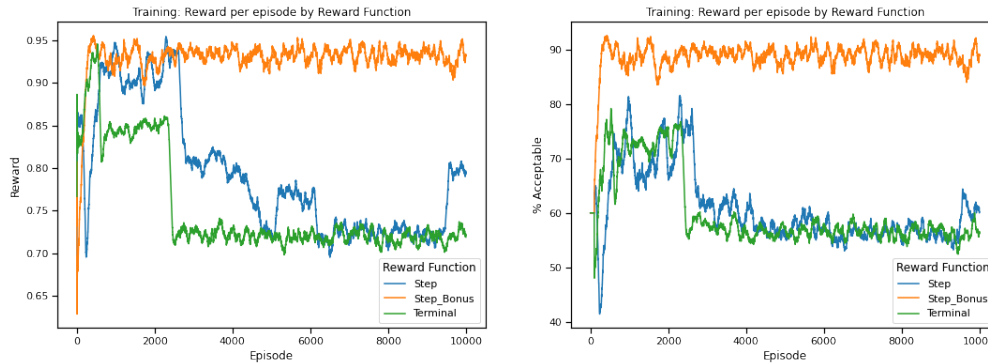 Training: Reward per episode by Reward Function
0.95
0.90
0.85
0.80
0.75
0.70
0.65
Reward
0 2000 4000 6000 8000 10000
Episode
Reward Function
Step
Step_Bonus
Terminal
Training: Reward per episode by Reward Function
90
80
70
60
50
40
% Acceptable
0 2000 4000 6000 8000 1000
Episode
Reward Function
Step
Step_Bonus
Terminal